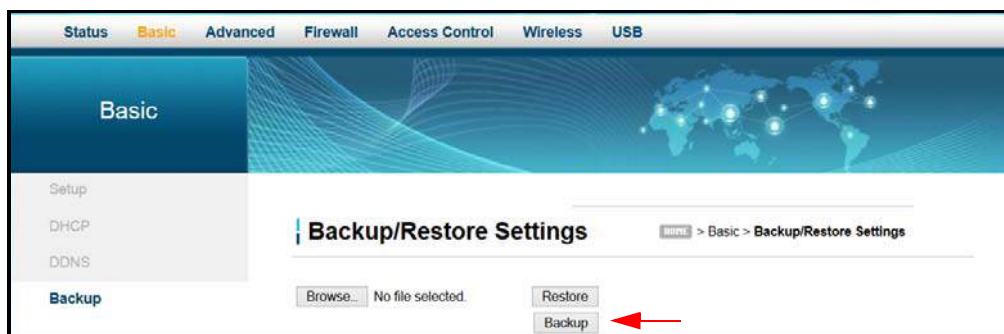 Status Basic Advanced Firewall Access Control Wireless USB
Basic
Setup
DHCP
DDNS
Backup
Backup/Restore Settings
HOME > Basic > Backup/Restore Settings
Browse... No file selected. Restore
Backup